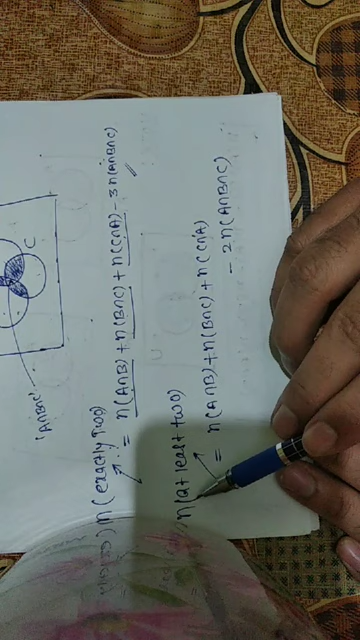 C
'A∩B∩C'
n(exactly Two)
= n(A∩B) + n(B∩C) + n(C∩A) - 3n(A∩B∩C)
n(at least two)
= n(A∩B) + n(B∩C) + n(C∩A)
- 2n(A∩B∩C)